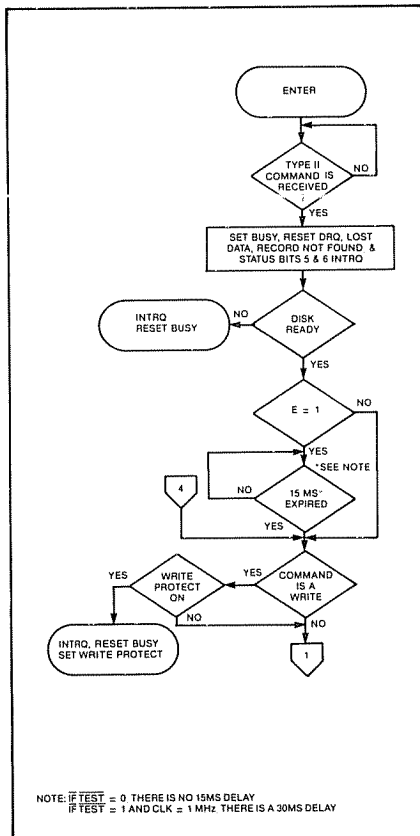 ENTER
TYPE II
COMMAND IS
RECEIVED
?
NO
YES
SET BUSY, RESET DRQ, LOST
DATA, RECORD NOT FOUND &
STATUS BITS 5 & 6 INTRQ
INTRQ
RESET BUSY
NO
DISK
READY
YES
E = 1
NO
YES
*SEE NOTE
4
NO
15 MS*
EXPIRED
YES
YES
WRITE
PROTECT
ON
YES
COMMAND
IS A
WRITE
NO
NO
INTRQ, RESET BUSY
SET WRITE PROTECT
1
NOTE: IF TEST = 0, THERE IS NO 15MS DELAY
IF TEST = 1 AND CLK = 1 MHz, THERE IS A 30MS DELAY